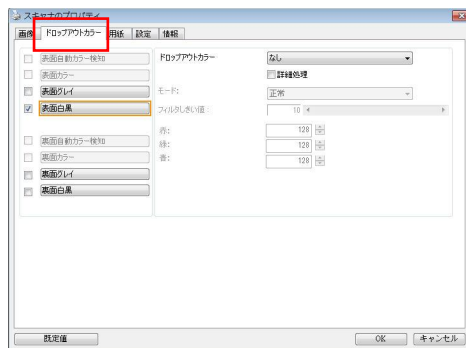 スキャナのプロパティ
画像 ドロップアウトカラー 用紙 設定 情報
表面自動カラー検知
表面カラー
表面グレイ
表面白黒
裏面自動カラー検知
裏面カラー
裏面グレイ
裏面白黒
ドロップアウトカラー なし
詳細処理
モード: 正常
フィルタしきい値: 10
赤: 128
緑: 128
青: 128
既定値 OK キャンセル